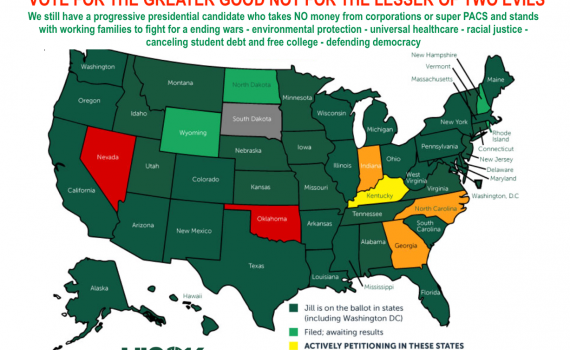 VOTE FOR THE GREATER GOOD NOT FOR THE LESSER OF TWO EVILS
We still have a progressive presidential candidate who takes NO money from corporations or super PACS and stands
with working families to fight for a ending wars - environmental protection - universal healthcare - racial justice -
canceling student debt and free college - defending democracy
New Hampshire
Vermont
Massachusetts
Washington
Montana
North Dakota
Minnesota
Maine
Oregon
Idaho
Wyoming
South Dakota
Wisconsin
Michigan
New York
Rhode
Island
Connecticut
New Jersey
Delaware
Maryland
Washington, D.C
Nevada
Utah
Colorado
Nebraska
Iowa
Illinois
Indiana
Ohio
Pennsylvania
West
Virginia
Virginia
California
Kansas
Missouri
Kentucky
North Carolina
Arizona
New Mexico
Oklahoma
Arkansas
Tennessee
South
Carolina
Texas
Louisiana
Mississippi
Alabama
Georgia
Florida
Alaska
Hawaii
Jill is on the ballot in states
(including Washington DC)
Filed; awaiting results
ACTIVELY PETITIONING IN THESE STATES